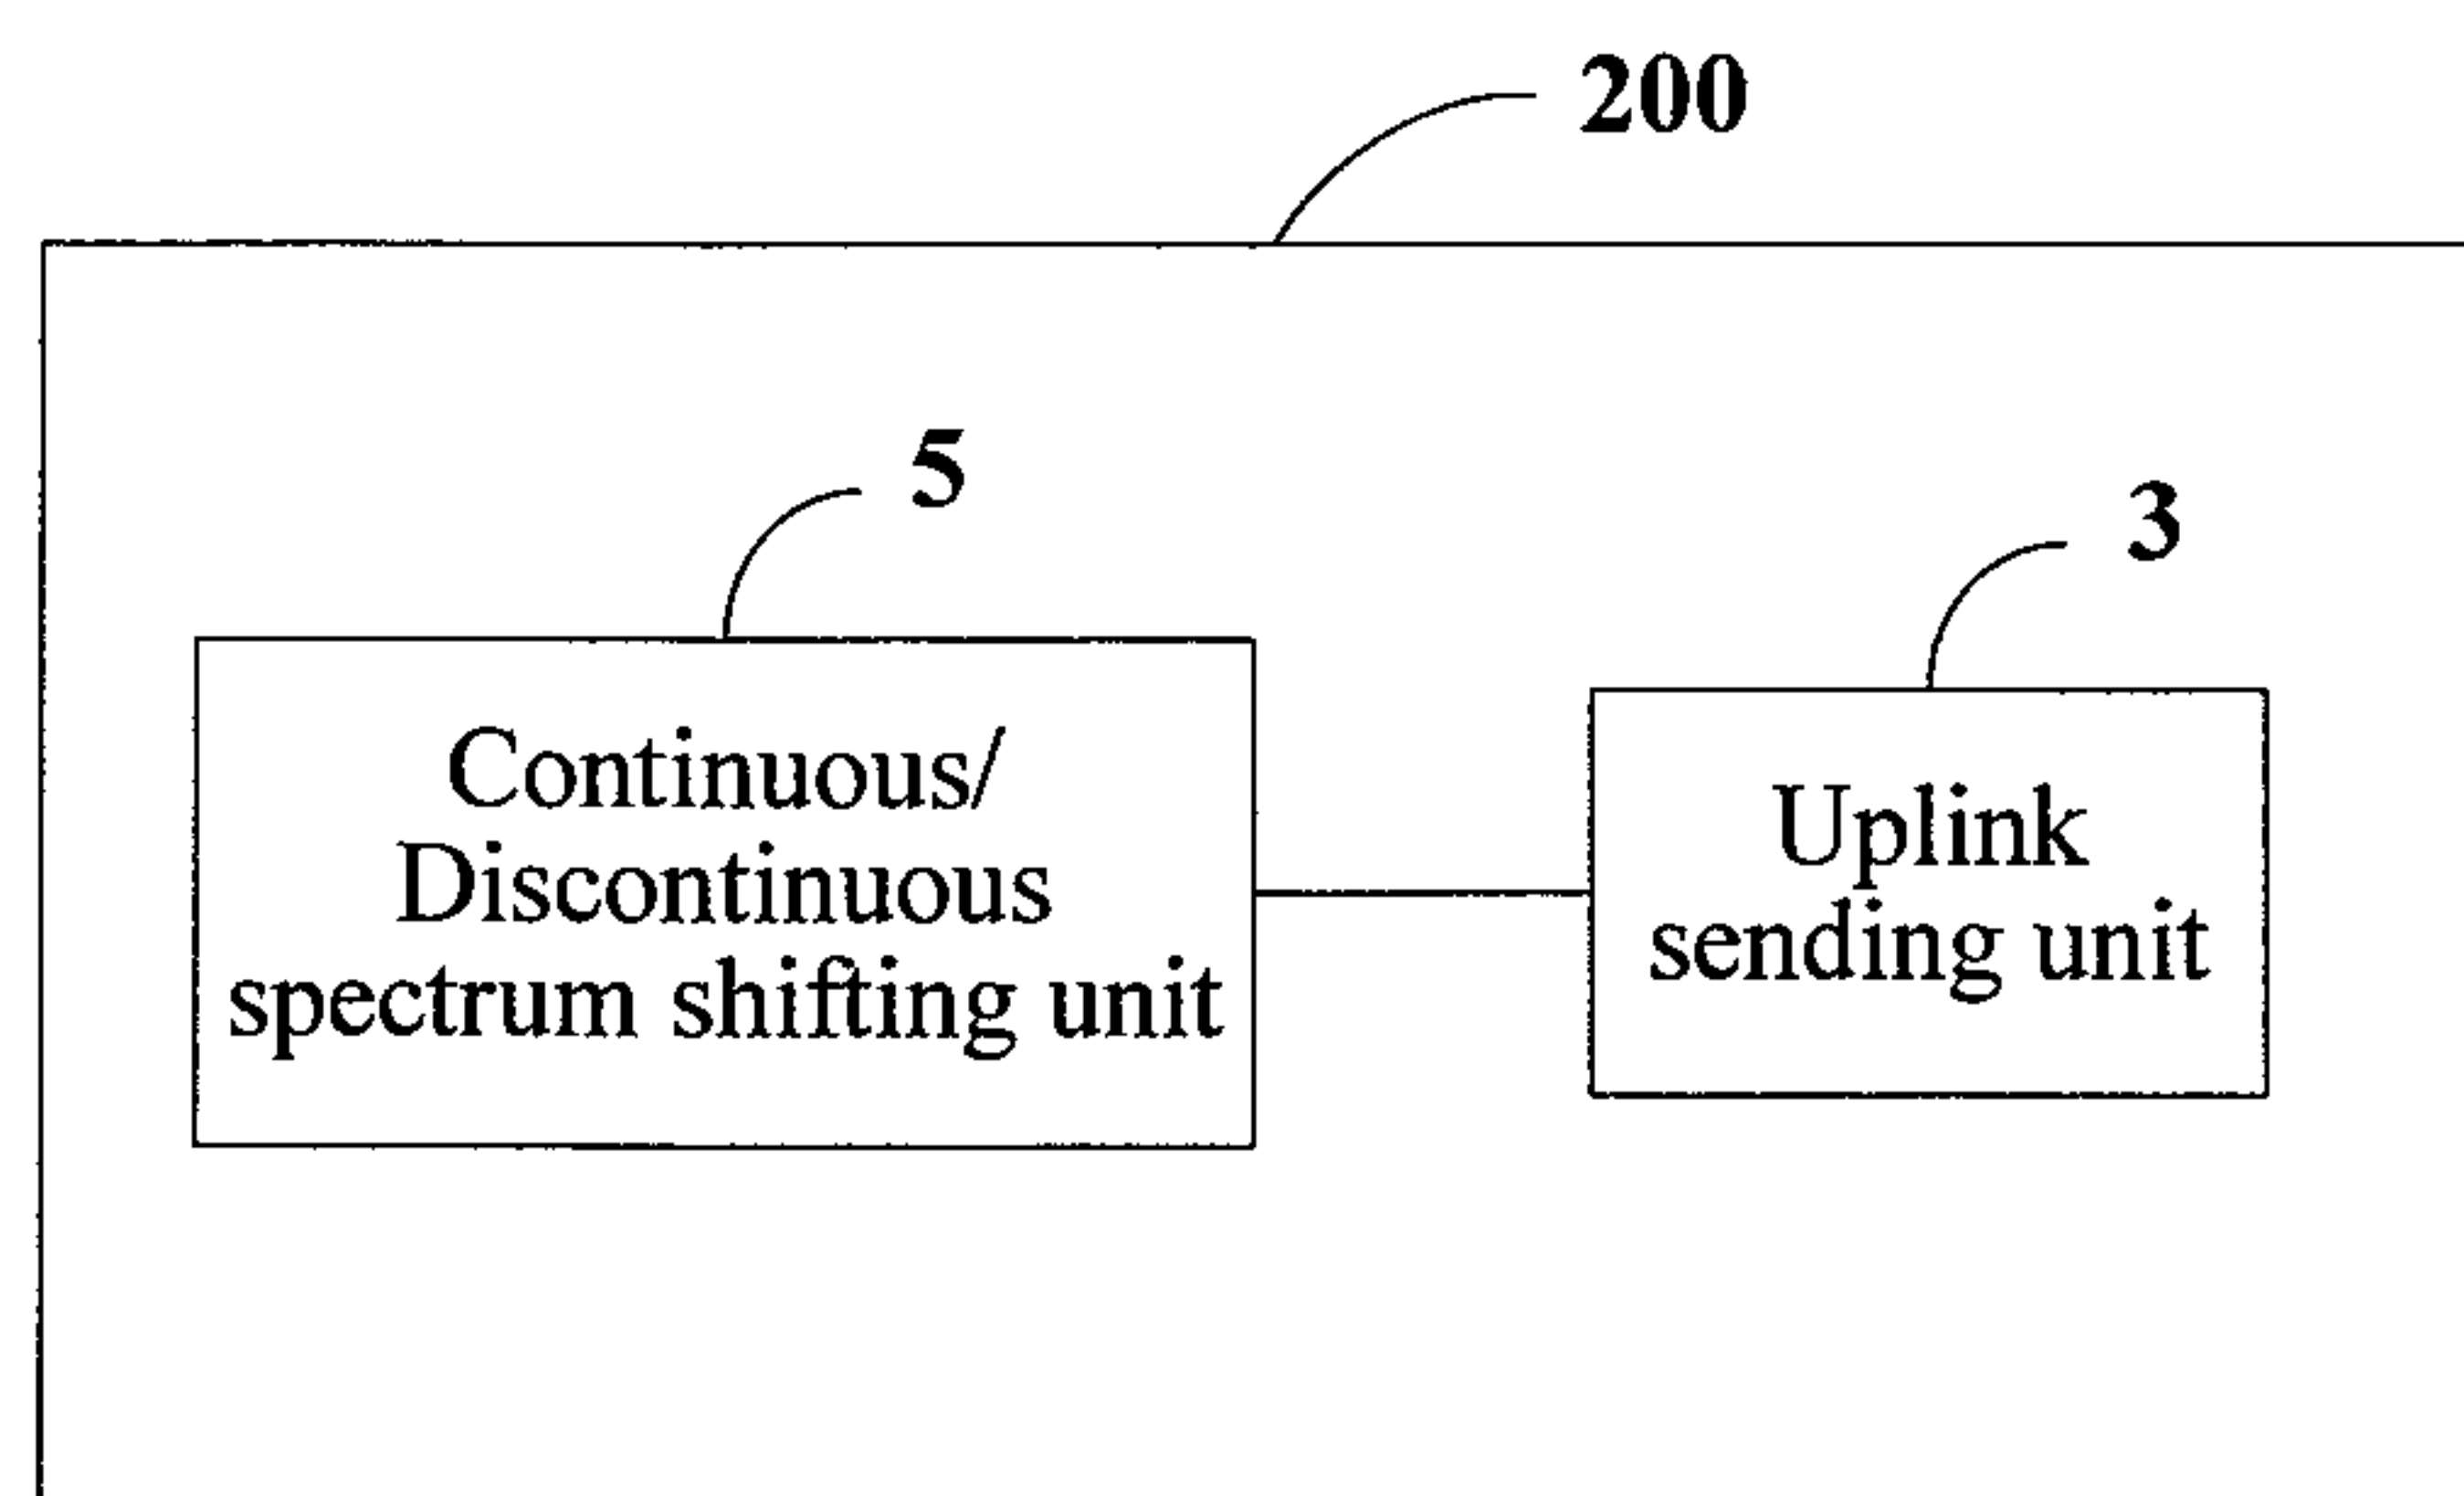 200
5
3
Continuous/
Discontinuous
spectrum shifting unit
Uplink
sending unit